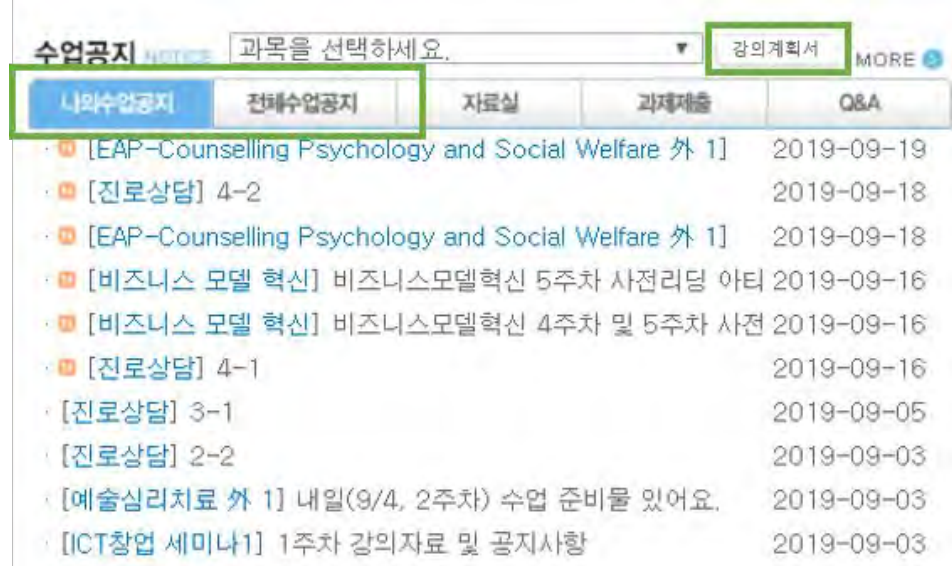 수업공지 NOTICE 과목을 선택하세요. 강의계획서 MORE
나의수업공지 전체수업공지 자료실 과제제출 Q&A
[EAP-Counselling Psychology and Social Welfare 外 1] 2019-09-19
[진로상담] 4-2 2019-09-18
[EAP-Counselling Psychology and Social Welfare 外 1] 2019-09-18
[비즈니스 모델 혁신] 비즈니스모델혁신 5주차 사전리딩 아티 2019-09-16
[비즈니스 모델 혁신] 비즈니스모델혁신 4주차 및 5주차 사전 2019-09-16
[진로상담] 4-1 2019-09-16
[진로상담] 3-1 2019-09-05
[진로상담] 2-2 2019-09-03
[예술심리치료 外 1] 내일(9/4, 2주차) 수업 준비물 있어요. 2019-09-03
[ICT창업 세미나1] 1주차 강의자료 및 공지사항 2019-09-03